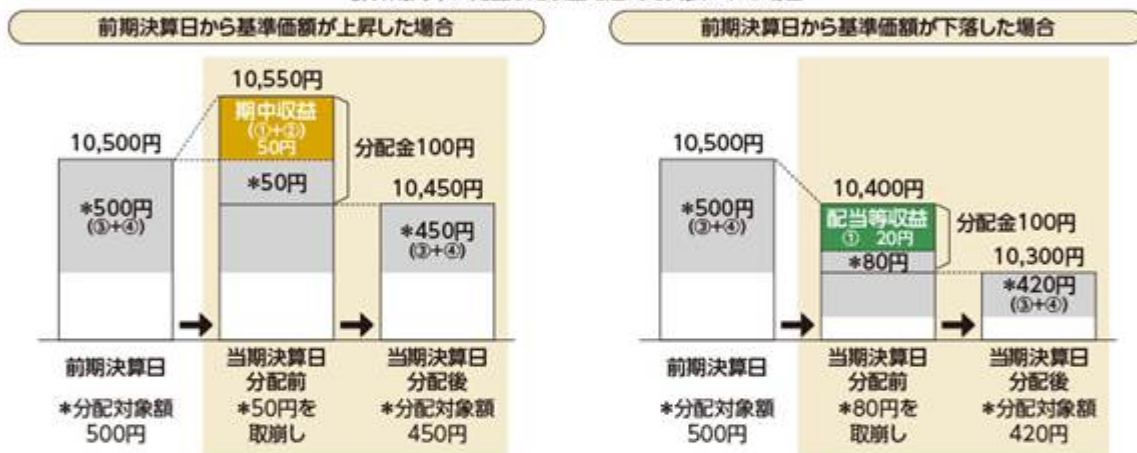 前期決算日から基準価額が上昇した場合
10,550円
期中収益
(①+②)
50円
10,500円
分配金100円
*50円
10,450円
*500円
(③+④)
*450円
(③+④)
前期決算日
当期決算日
分配前
当期決算日
分配後
*分配対象額
500円
*50円を
取崩し
*分配対象額
450円
前期決算日から基準価額が下落した場合
10,500円
10,400円
*500円
(③+④)
配当等収益
① 20円
分配金100円
*80円
10,300円
*420円
(③+④)
前期決算日
当期決算日
分配前
当期決算日
分配後
*分配対象額
500円
*80円を
取崩し
*分配対象額
420円